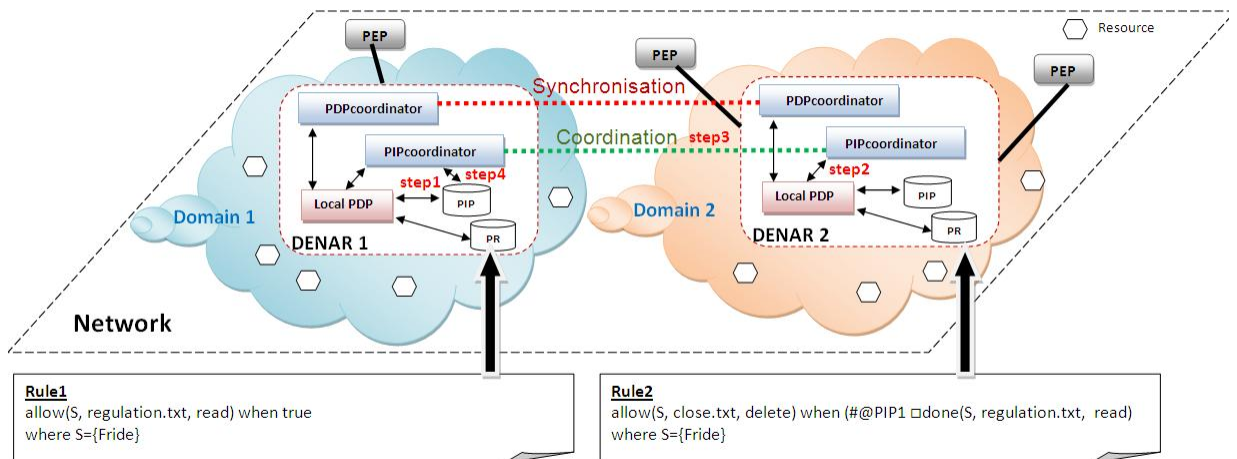 PEP
PEP
PEP
Resource
Synchronisation
PDPcoordinator
PDPcoordinator
Coordination step3
PIPcoordinator
PIPcoordinator
step1
step4
step2
Local PDP
PIP
Local PDP
PIP
Domain 1
Domain 2
PR
PR
DENAR 1
DENAR 2
Network
Rule1
allow(S, regulation.txt, read) when true
where S={Fride}
Rule2
allow(S, close.txt, delete) when (#@PIP1 □done(S, regulation.txt, read)
where S={Fride}